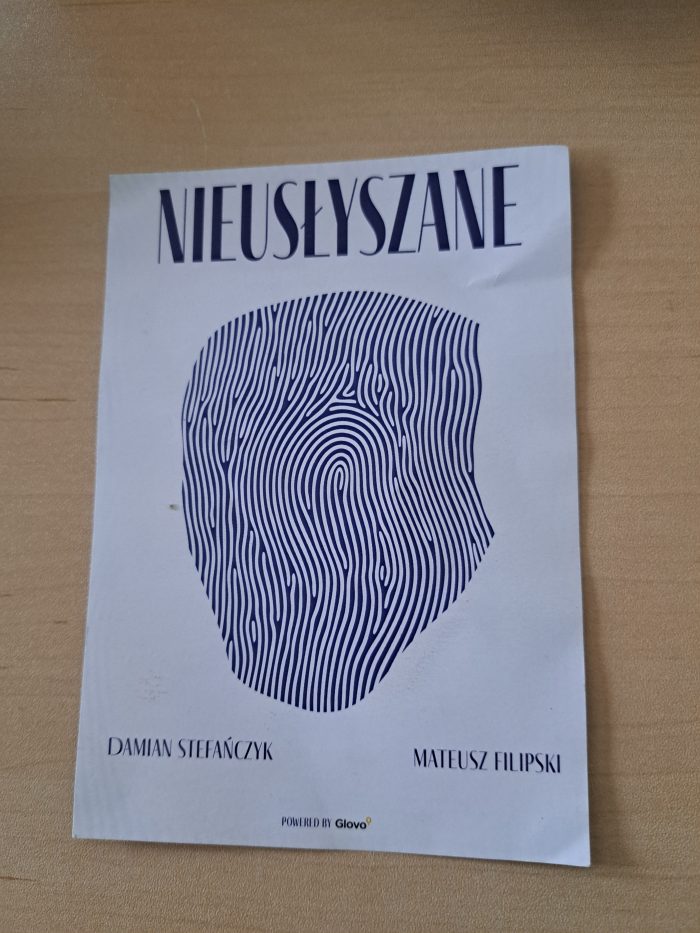 NIEUSŁYSZANE
DAMIAN STEFAŃCZYK
MATEUSZ FILIPSKI
POWERED BY Glovo